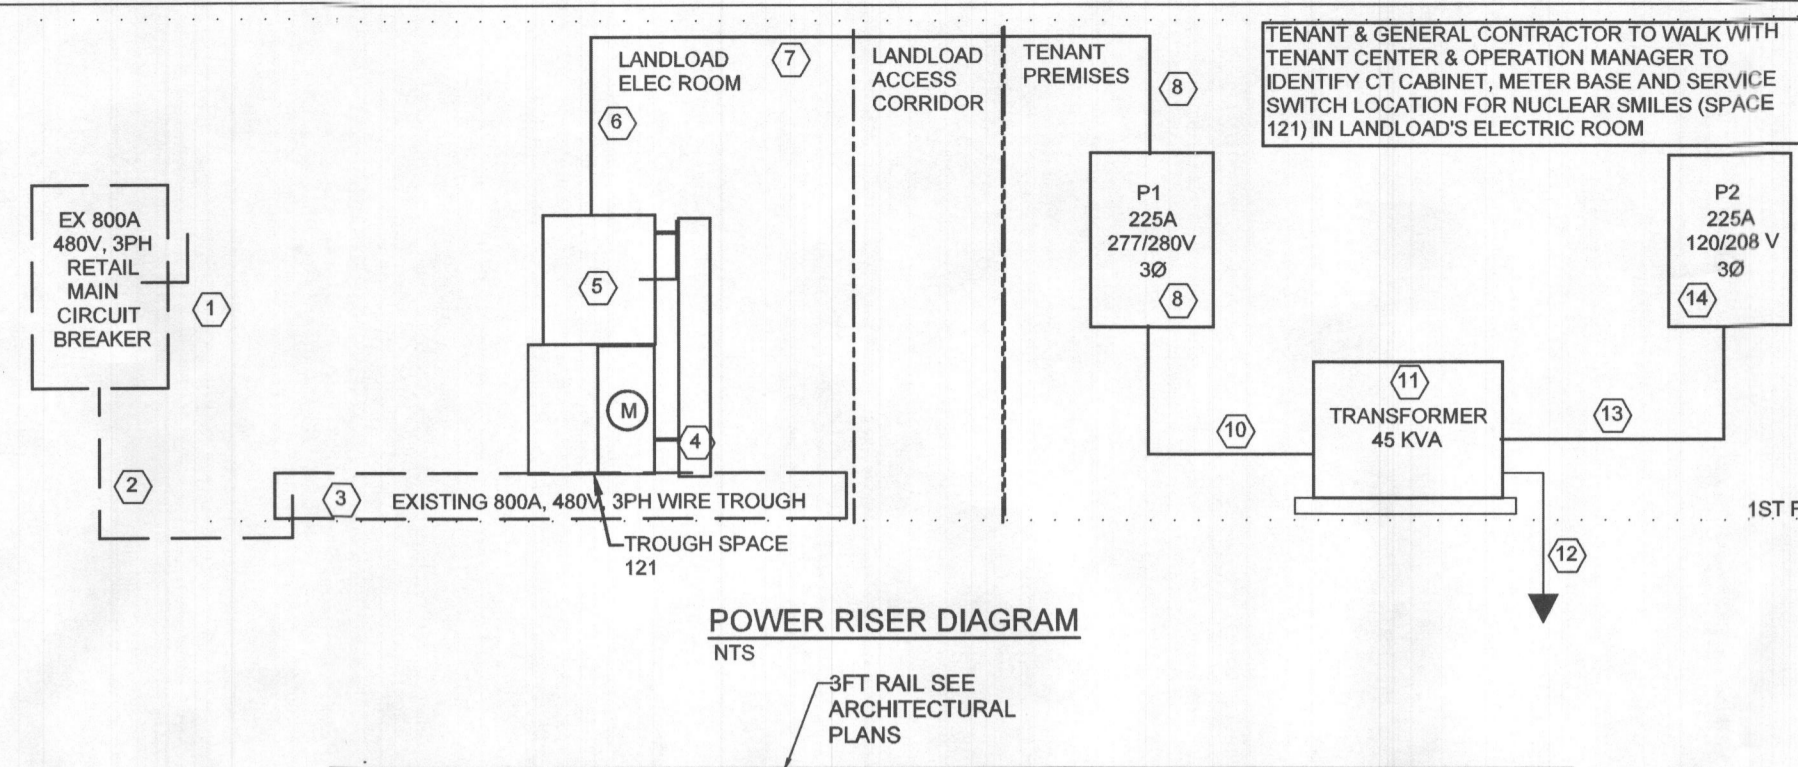 TENANT & GENERAL CONTRACTOR TO WALK WITH
TENANT CENTER & OPERATION MANAGER TO
IDENTIFY CT CABINET, METER BASE AND SERVICE
SWITCH LOCATION FOR NUCLEAR SMILES (SPACE
121) IN LANDLOAD'S ELECTRIC ROOM
LANDLOAD
ELEC ROOM
7
LANDLOAD
ACCESS
CORRIDOR
TENANT
PREMISES
8
6
EX 800A
480V, 3PH
RETAIL
MAIN
CIRCUIT
BREAKER
1
5
P1
225A
277/280V
3Ø
8
P2
225A
120/208 V
3Ø
14
M
4
11
TRANSFORMER
45 KVA
10
13
2
3
EXISTING 800A, 480V, 3PH WIRE TROUGH
TROUGH SPACE
121
12
1ST F
POWER RISER DIAGRAM
NTS
3FT RAIL SEE
ARCHITECTURAL
PLANS